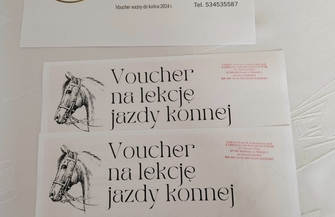 Voucher ważny do końca 2024 r.
Tel. 534535587
Voucher
na lekcję
jazdy konnej
Voucher
na lekcję
jazdy konnej